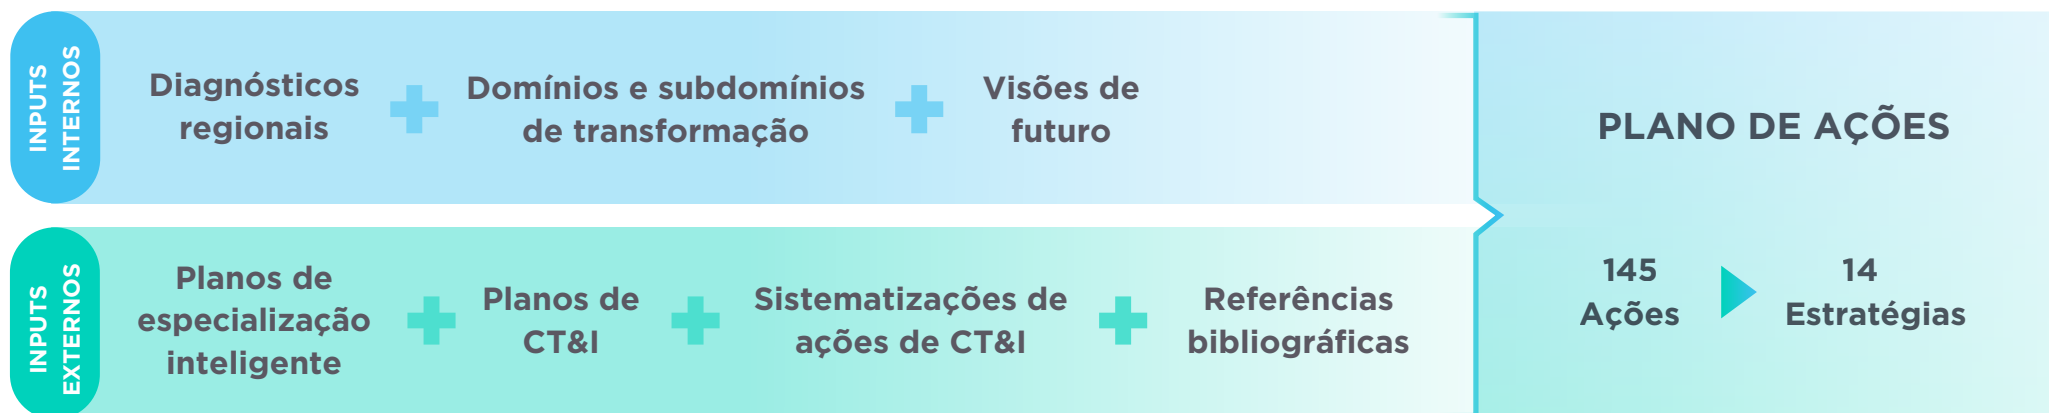 INPUTS
INTERNOS
Diagnósticos
regionais
Domínios e subdomínios
de transformação
Visões de
futuro
INPUTS
EXTERNOS
Planos de
especialização
inteligente
Planos de
CT&I
Sistematizações de
ações de CT&I
Referências
bibliográficas
PLANO DE AÇÕES
145
Ações
14
Estratégias